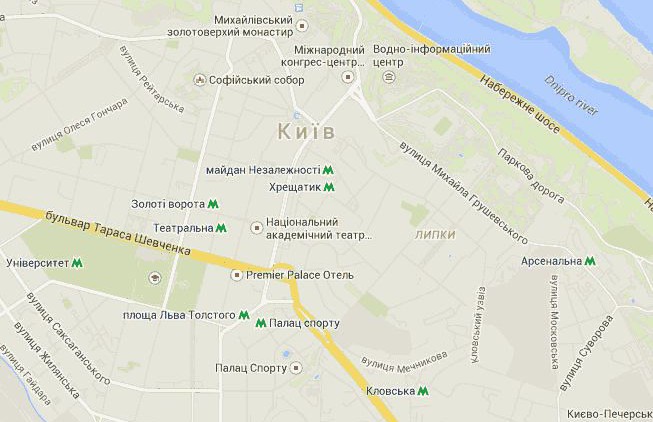 Михайлівський
золотоверхий монастир
Міжнародний
конгрес-центр...
Водно-інформаційний
центр
Dnipro river
Набережне шосе
вулиця Рейтарська
Софійський собор
вулиця Олеся Гончара
Київ
Паркова дорога
вулиця Михайла Грушевського
майдан Незалежності
Хрещатик
На
Золоті ворота
бульвар Тараса Шевченка
Театральна
Національний
академічний театр...
ЛИПКИ
Університет
Premier Palace Отель
Арсенальна
площа Льва Толстого
Палац спорту
вулиця Саксаганського
вулиця Жилянська
вулиця Гайдара
Кловський узвіз
вулиця Московська
вулиця Суворова
вулиця Мечникова
Палац Спорту
Кловська
Києво-Печерськ